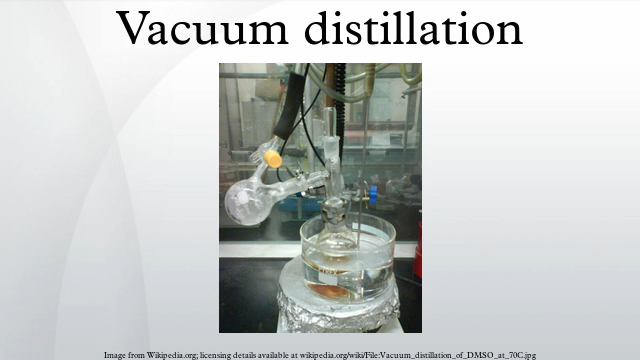 Vacuum distillation
Image from Wikipedia.org; licensing details available at wikipedia.org/wiki/File:Vacuum_distillation_of_DMSO_at_70C.jpg